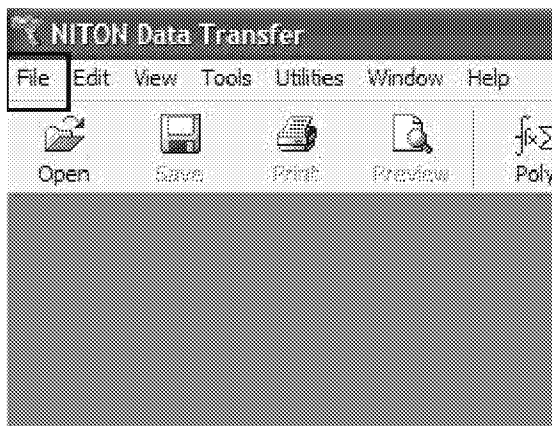 NITON Data Transfer
File Edit View Tools Utilities Window Help
Open Save Print Preview Poly